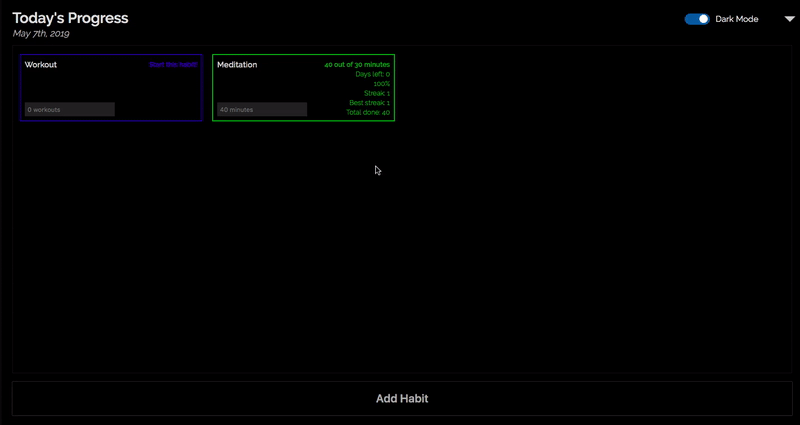 Today's Progress
Dark Mode
May 7th, 2019
Workout
Start this habit!
0 workouts
Meditation
40 out of 30 minutes
Days left: 0
100%
Streak: 1
Best streak: 1
40 minutes
Total done: 40
Add Habit